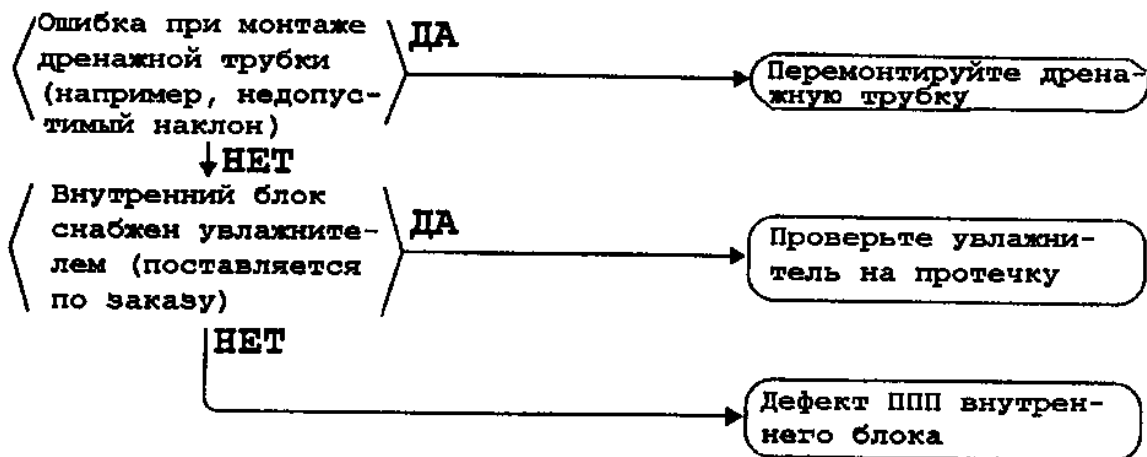 Ошибка при монтаже
дренажной трубки
(например, недопус-
тимый наклон)
ДА
Перемонтируйте дрена-
жную трубку
НЕТ
Внутренний блок
снабжен увлажните-
лем (поставляется
по заказу)
ДА
Проверьте увлажни-
тель на протечку
НЕТ
Дефект ППП внутрен-
него блока